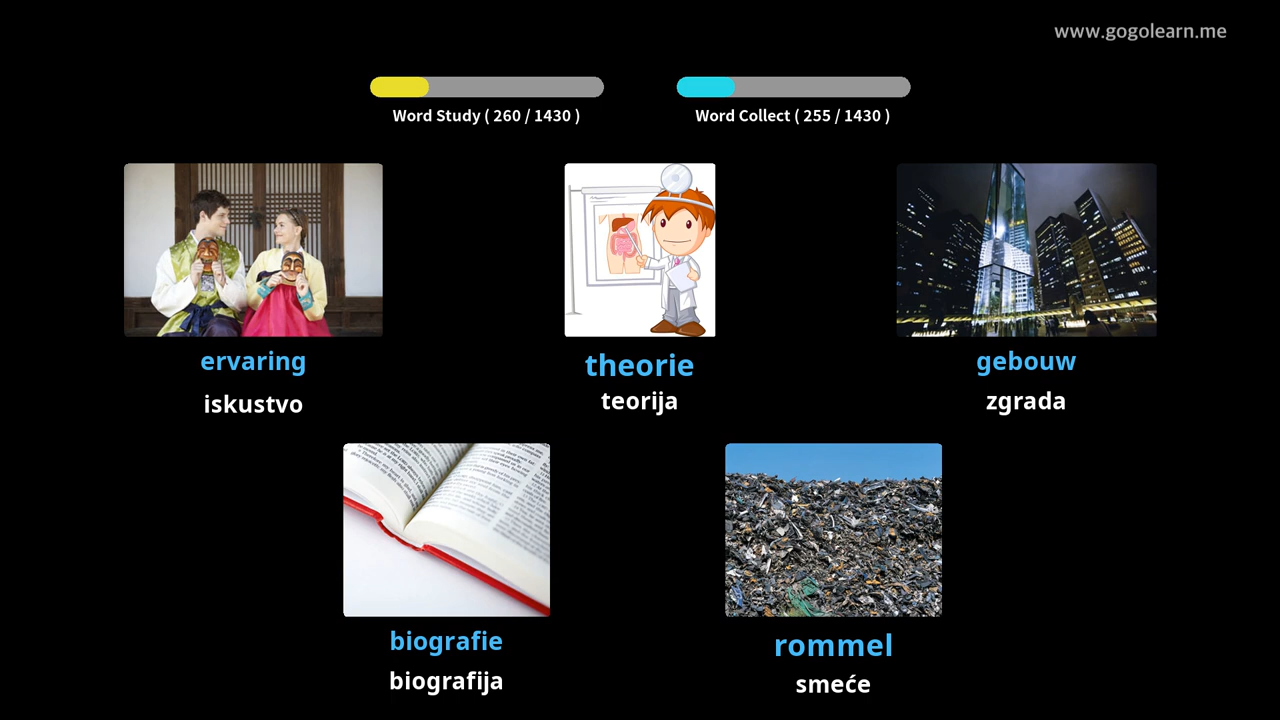 www.gogolearn.me
Word Study ( 260 / 1430 )
Word Collect ( 255 / 1430 )
ervaring
iskustvo
theorie
teorija
gebouw
zgrada
biografie
biografija
rommel
smeće